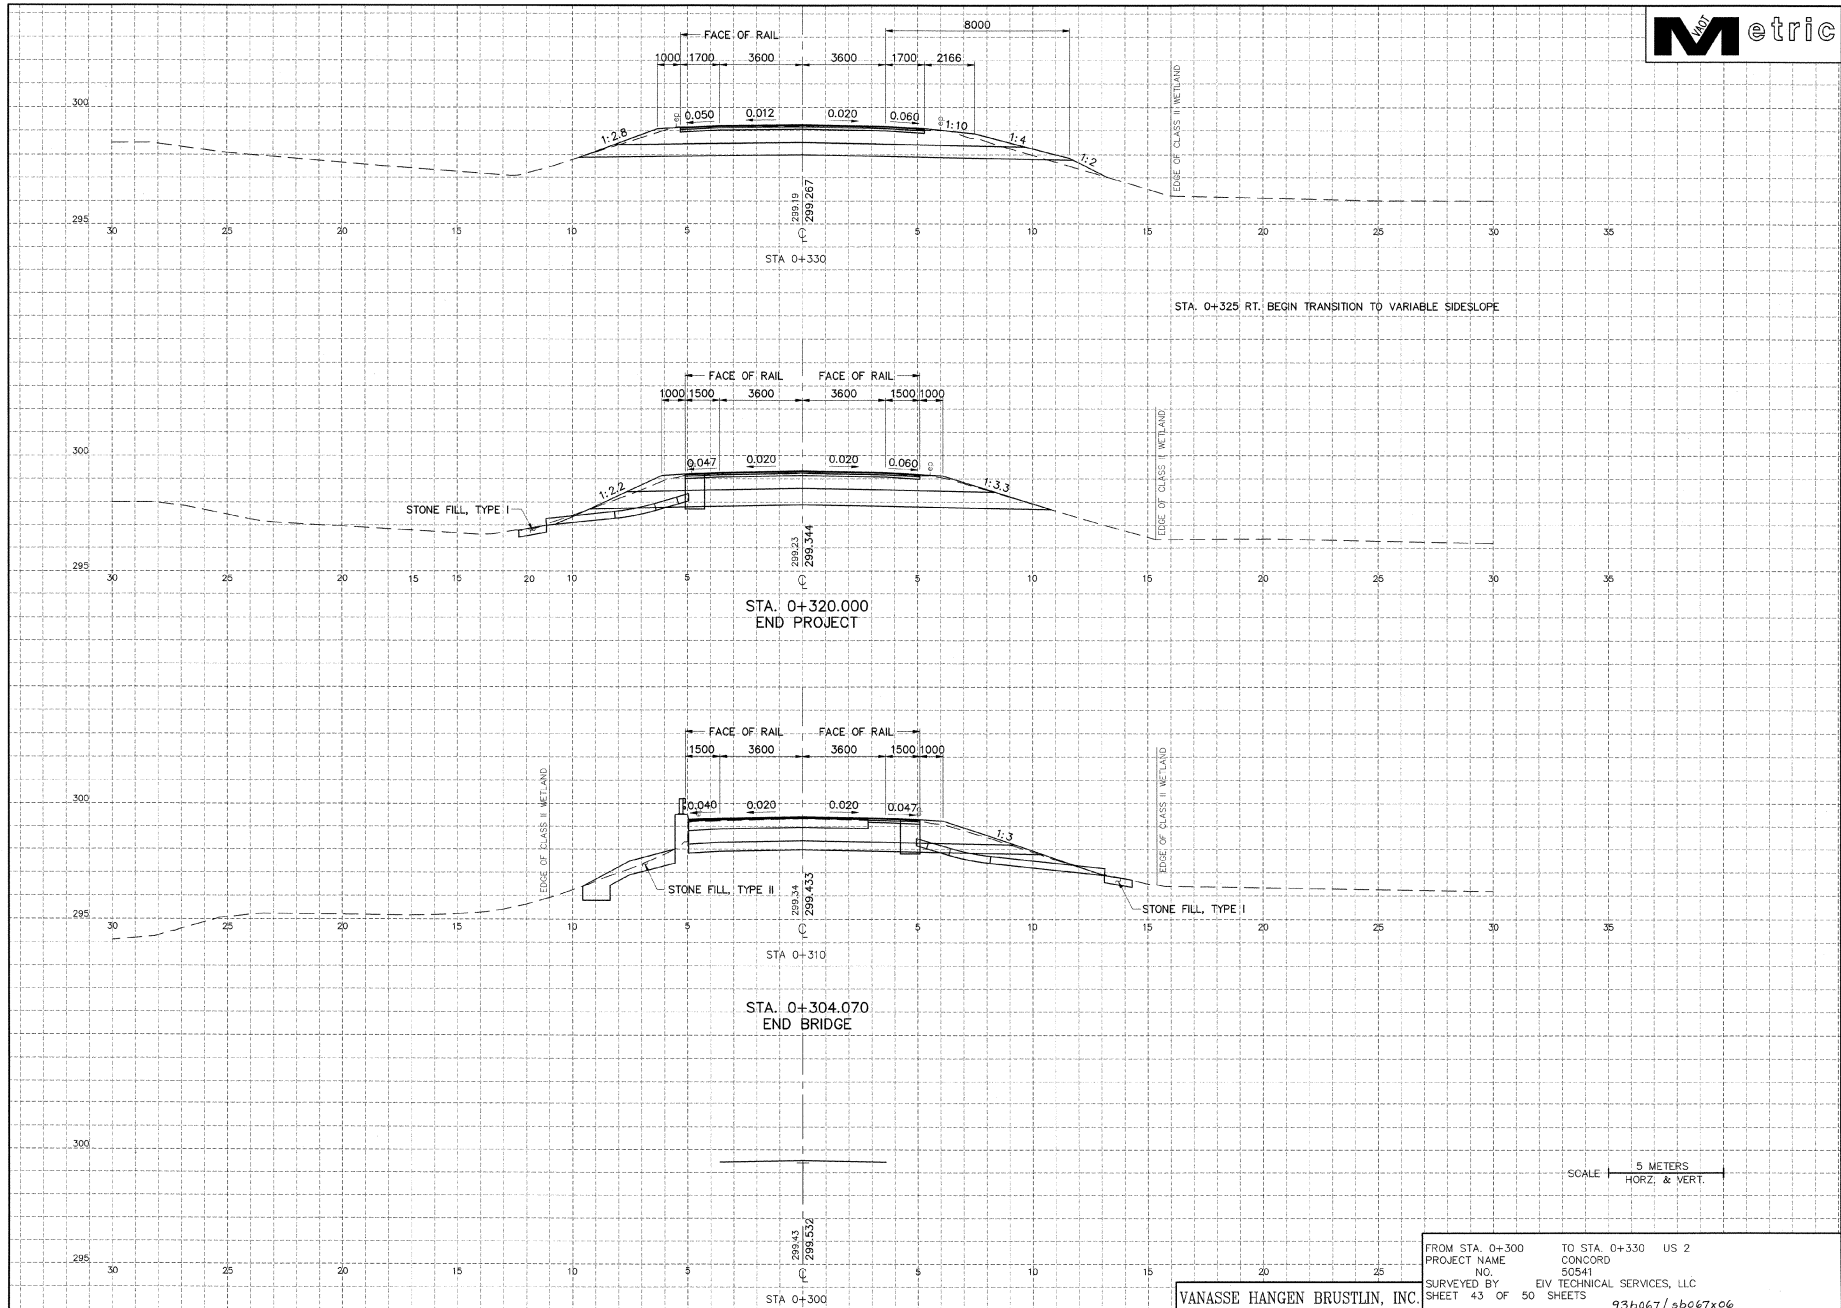 VAOT
Metric
FACE OF RAIL
8000
1000 1700 3600 3600 1700 2166
EDGE OF CLASS II WETLAND
300
ep 0.050 0.012 0.020 0.060 ep
1:2.8 1:10 1:4 1:2
299.19
299.267
295
30 25 20 15 10 5 ℄ 5 10 15 20 25 30 35
STA 0+330
STA. 0+325 RT. BEGIN TRANSITION TO VARIABLE SIDESLOPE
FACE OF RAIL FACE OF RAIL
1000 1500 3600 3600 1500 1000
EDGE OF CLASS II WETLAND
300
0.047 0.020 0.020 0.060 ep
1:2.2 1:3.3
STONE FILL, TYPE I
299.23
299.344
295
30 25 20 15 15 20 10 5 ℄ 5 10 15 20 25 30 35
STA. 0+320.000
END PROJECT
FACE OF RAIL FACE OF RAIL
1500 3600 3600 1500 1000
EDGE OF CLASS II WETLAND
EDGE OF CLASS II WETLAND
300
0.040 0.020 0.020 0.047
1:3
STONE FILL, TYPE II
STONE FILL, TYPE I
299.34
299.433
295
30 25 20 15 10 5 ℄ 5 10 15 20 25 30 35
STA 0+310
STA. 0+304.070
END BRIDGE
300
SCALE 5 METERS
HORZ. & VERT.
299.43
299.532
295
30 25 20 15 10 5 ℄ 5 10 15 20 25 30 35
STA 0+300
VANASSE HANGEN BRUSTLIN, INC.
FROM STA. 0+300 TO STA. 0+330 US 2
PROJECT NAME CONCORD
NO. 50541
SURVEYED BY EIV TECHNICAL SERVICES, LLC
SHEET 43 OF 50 SHEETS
93b067/sb067x06